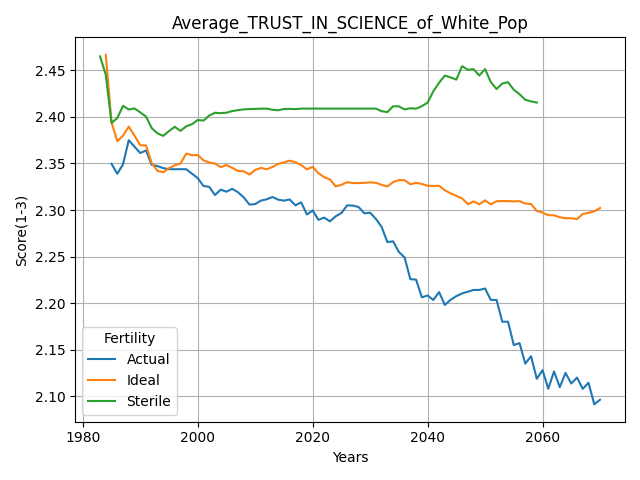 Average_TRUST_IN_SCIENCE_of_White_Pop
Score(1-3)
2.45
2.40
2.35
2.30
2.25
2.20
2.15
2.10
Fertility
Actual
Ideal
Sterile
1980
2000
2020
2040
2060
Years